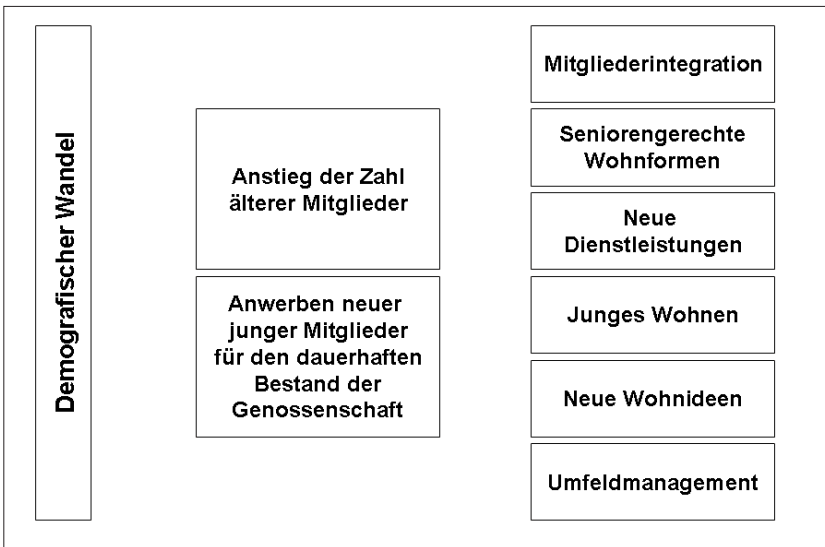 Demografischer Wandel
Anstieg der Zahl
älterer Mitglieder
Anwerben neuer
junger Mitglieder
für den dauerhaften
Bestand der
Genossenschaft
Mitgliederintegration
Seniorengerechte
Wohnformen
Neue
Dienstleistungen
Junges Wohnen
Neue Wohnideen
Umfeldmanagement